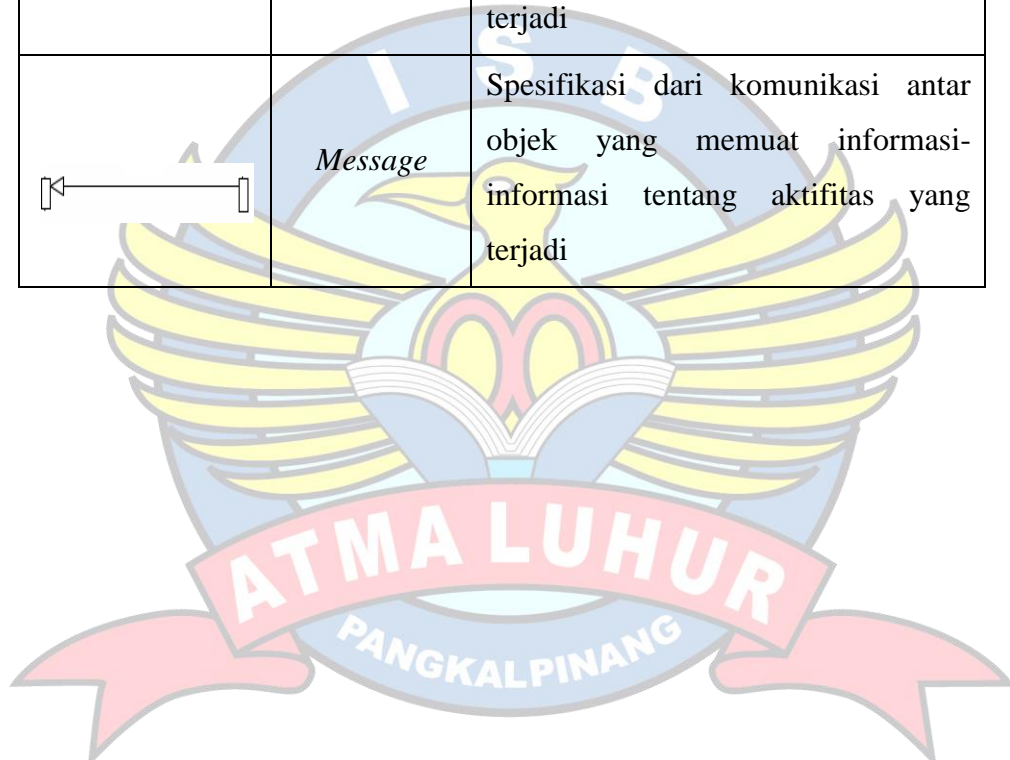 terjadi
Message
Spesifikasi dari komunikasi antar
objek yang memuat informasi-
informasi tentang aktifitas yang
terjadi
I S B
ATMA LUHUR
PANGKALPINANG